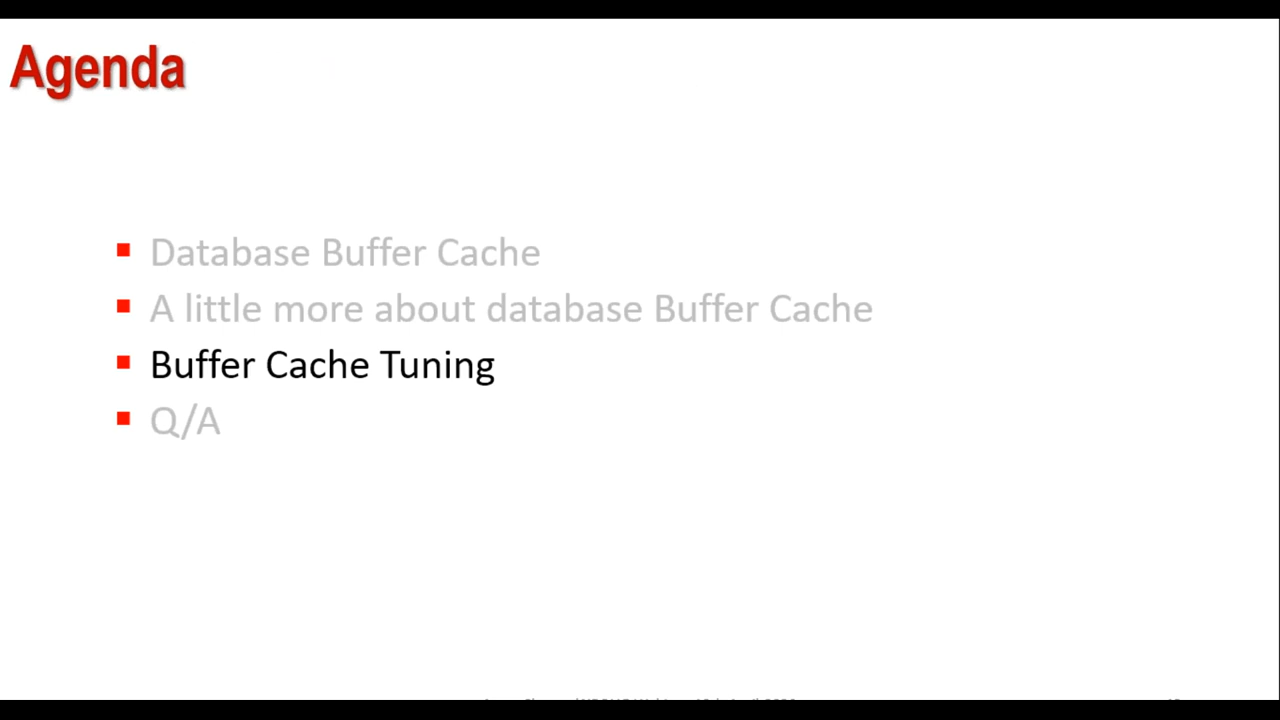 Agenda
Database Buffer Cache
A little more about database Buffer Cache
Buffer Cache Tuning
Q/A